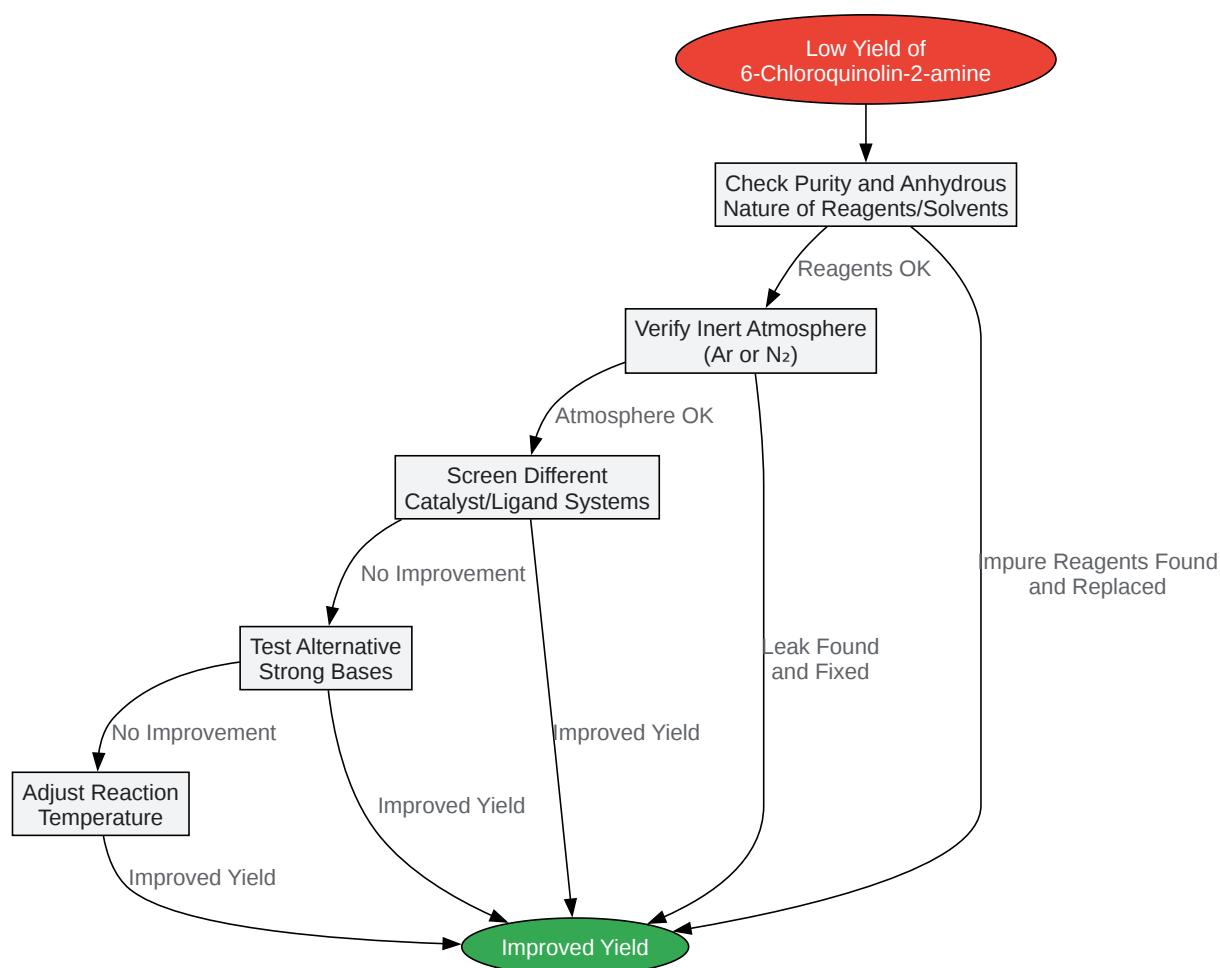 Low Yield of
6-Chloroquinolin-2-amine
Check Purity and Anhydrous
Nature of Reagents/Solvents
Reagents OK
Verify Inert Atmosphere
(Ar or N₂)
Atmosphere OK
Screen Different
Catalyst/Ligand Systems
Impure Reagents Found
and Replaced
No Improvement
Test Alternative
Strong Bases
Leak Found
and Fixed
No Improvement
Improved Yield
Adjust Reaction
Temperature
Improved Yield
Improved Yield
Improved Yield